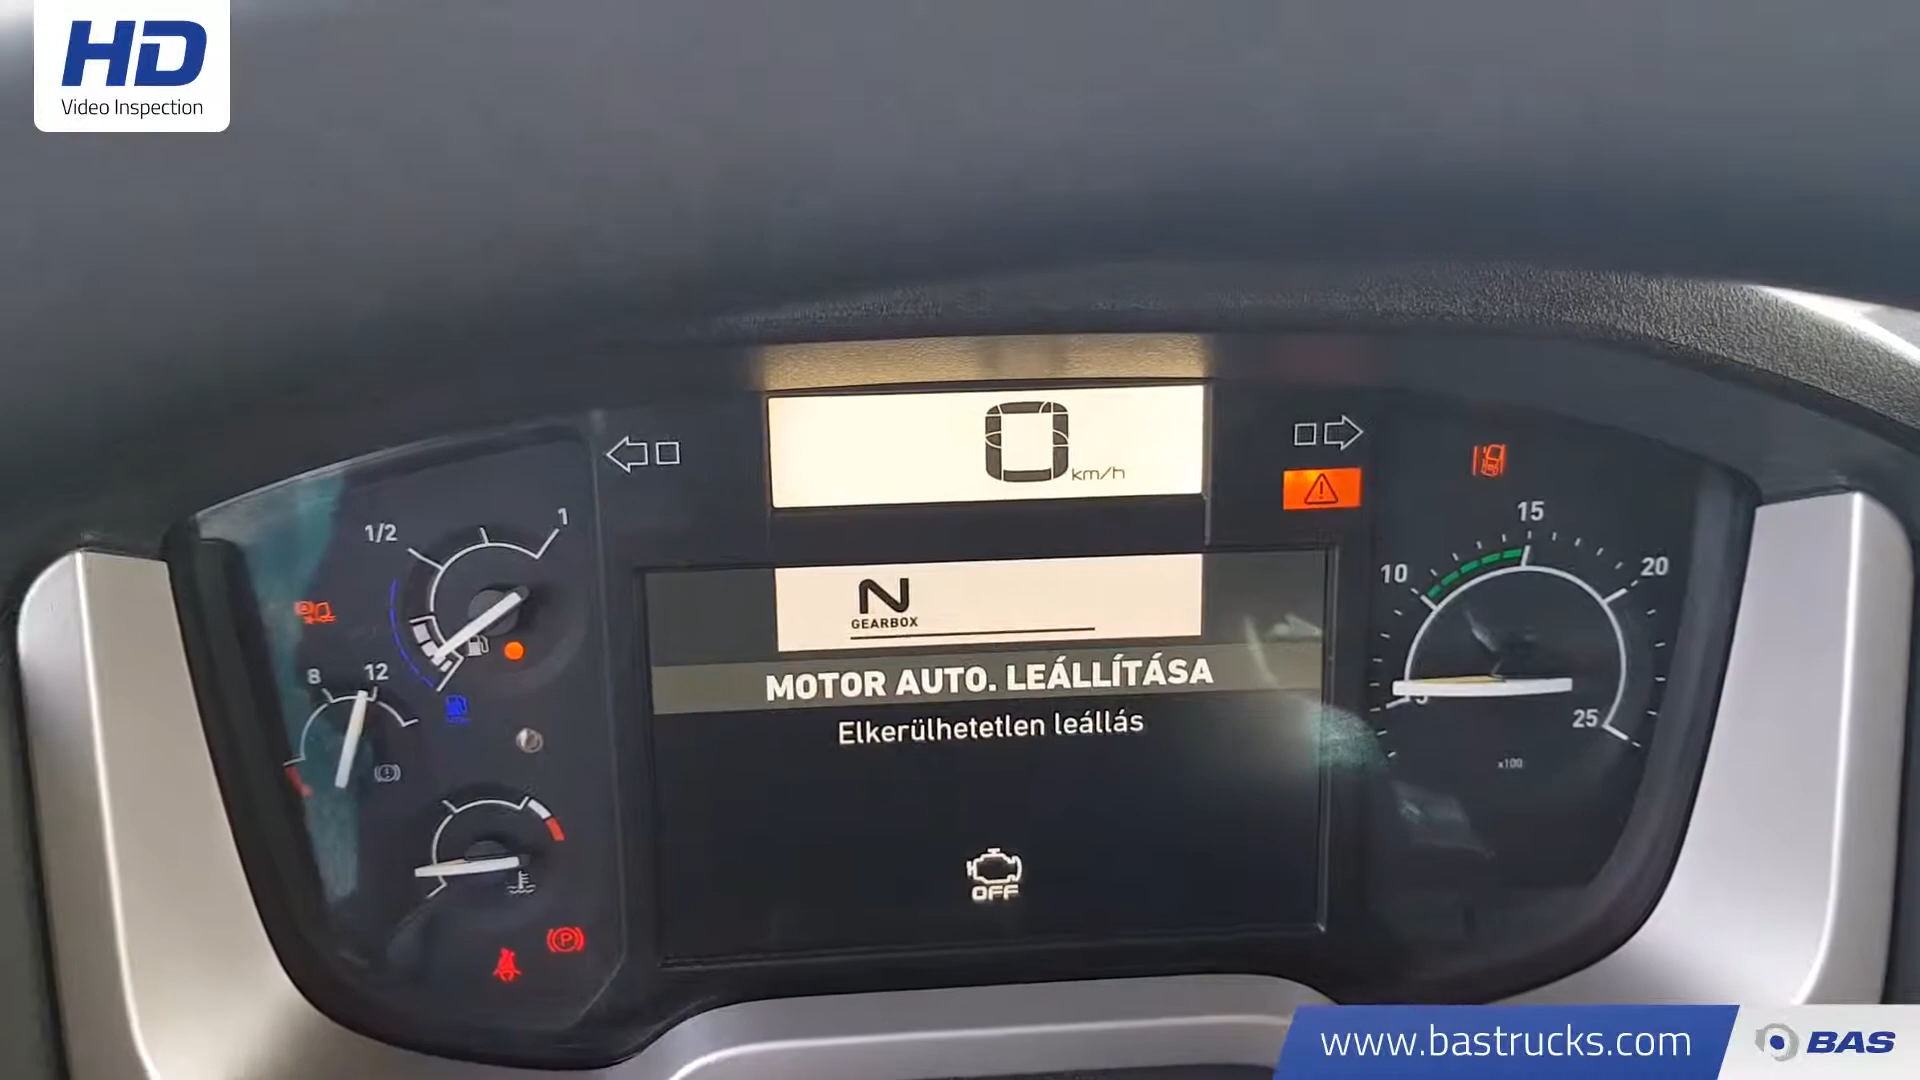 HD
Video Inspection
0 km/h
1/2
1
N
GEARBOX
MOTOR AUTO. LEÁLLÍTÁSA
Elkerülhetetlen leállás
OFF
8
12
P
10
15
20
25
x100
www.bastrucks.com
BAS